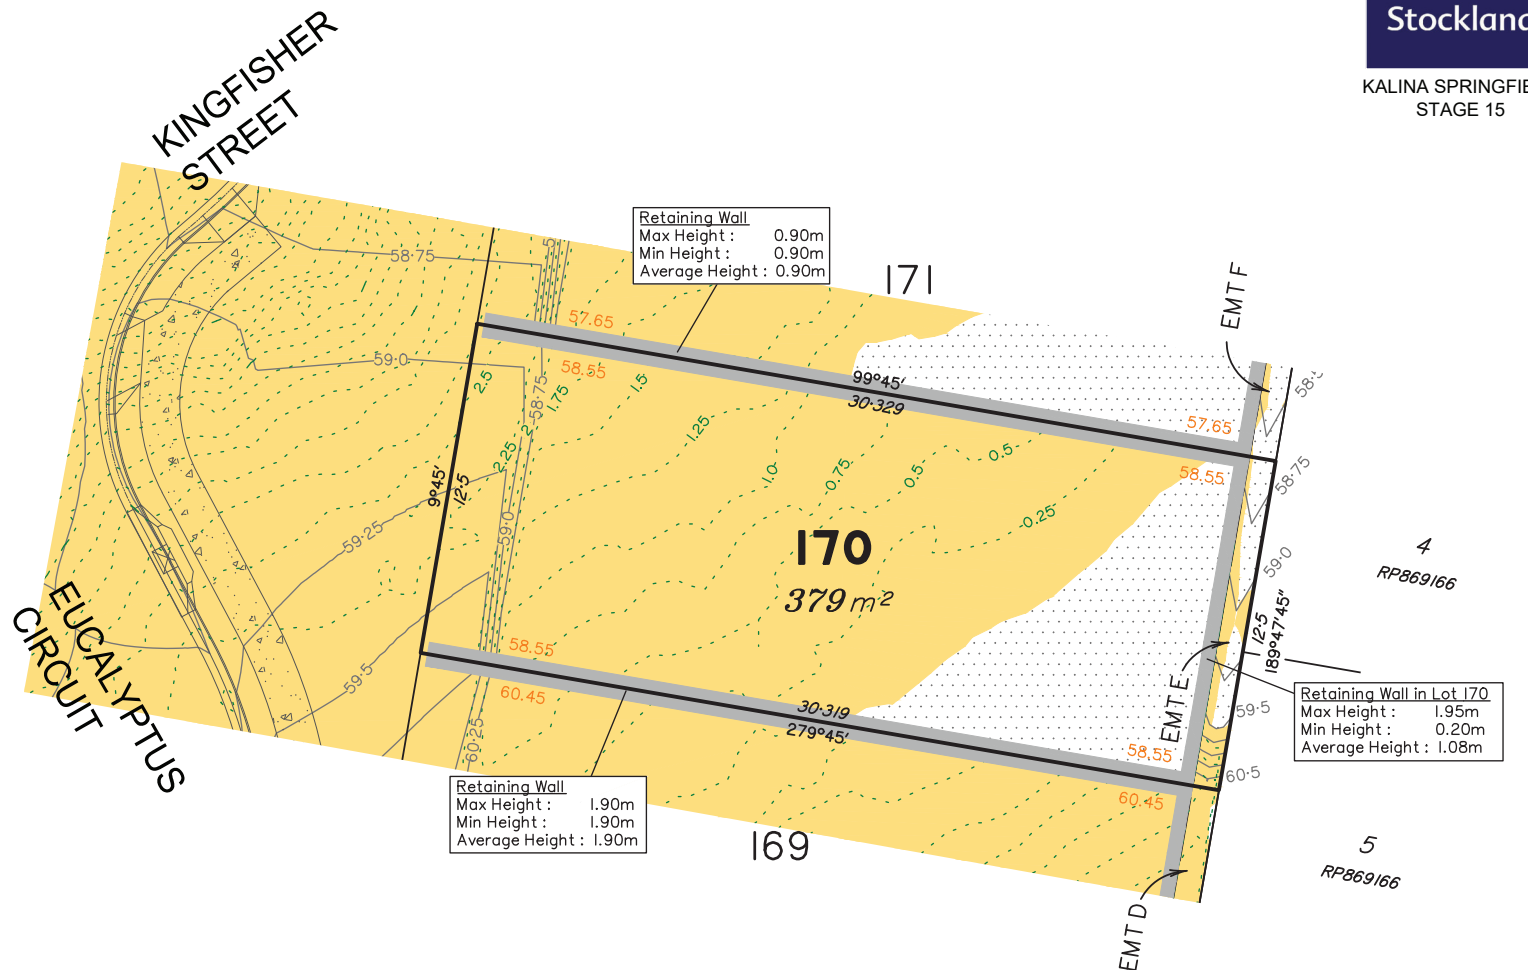 Stockland
KALINA SPRINGFIE
STAGE 15
KINGFISHER
STREET
EUCALYPTUS
CIRCUIT
Retaining Wall
Max Height : 0.90m
Min Height : 0.90m
Average Height : 0.90m
171
EMT F
58·75
57.65
58.55
59·0
2.5
1.75
58·75
1.5
99°45'
30·329
57.65
58.55
58·75
2
2.25
1.25
1.0
0.75
0.5
0.5
0.25
9°45'
12·5
59·0
59·25
170
379 m²
59·0
4
RP869166
12·5
189°47'45"
58.55
60.45
59·5
EMT E
30·319
279°45'
59·5
Retaining Wall in Lot 170
Max Height : 1.95m
Min Height : 0.20m
Average Height : 1.08m
58.55
60.45
60·5
60·25
Retaining Wall
Max Height : 1.90m
Min Height : 1.90m
Average Height : 1.90m
169
5
RP869166
EMT D